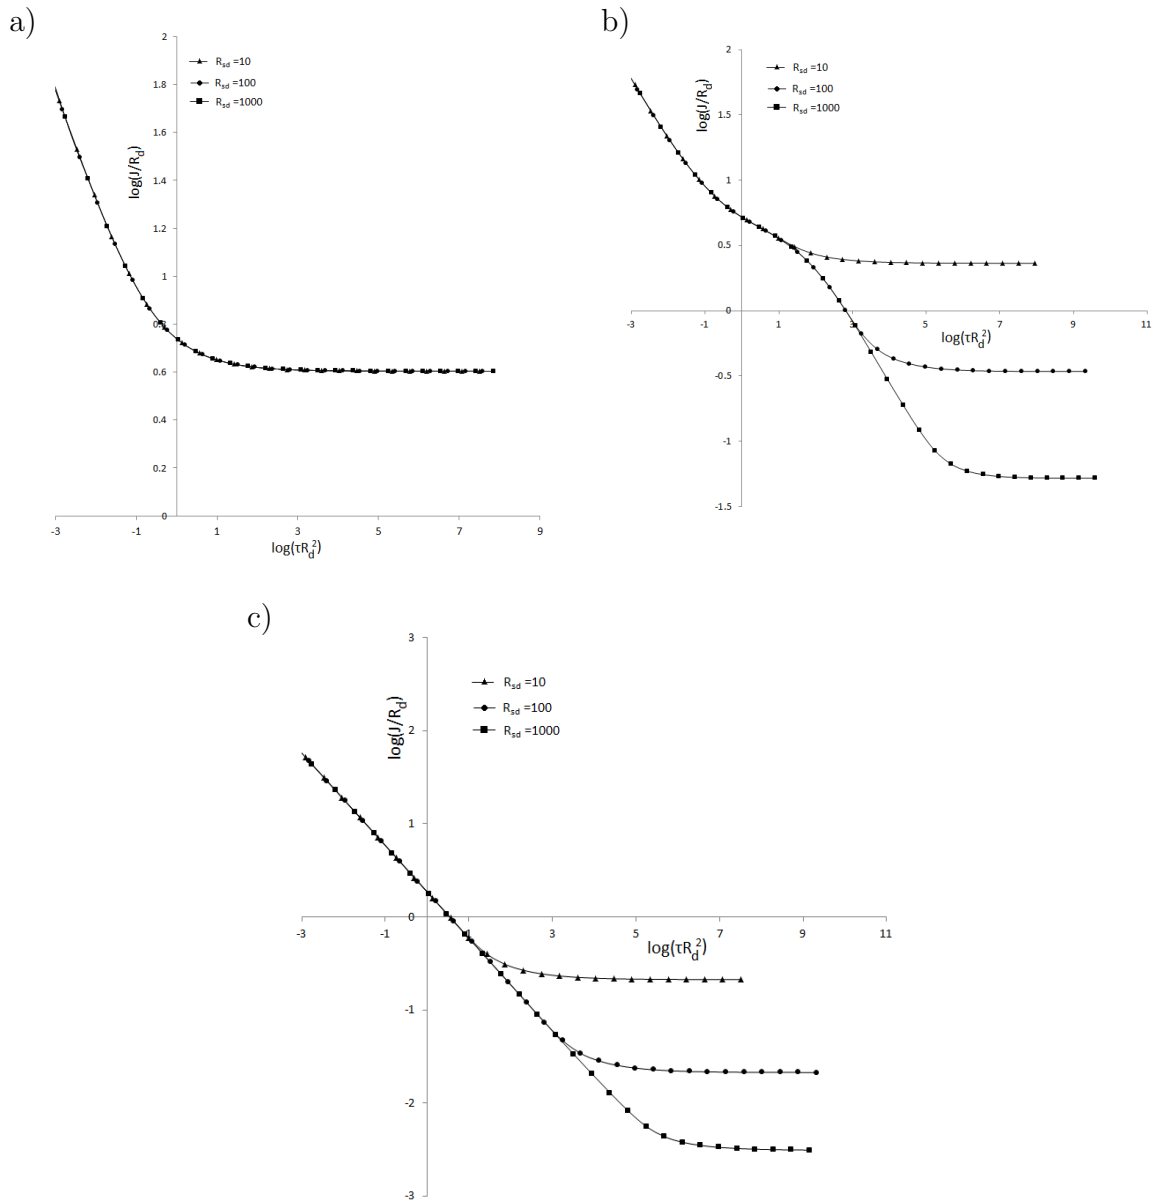 a)
log(J/R_d)
2
1.8
1.6
1.4
1.2
1
0.8
0.6
0.4
0.2
0
R_sd =10
R_sd =100
R_sd =1000
-3 -1 1 3 5 7 9
log(τR_d^2)
b)
log(J/R_d)
2
1.5
1
0.5
0
-0.5
-1
-1.5
R_sd =10
R_sd =100
R_sd =1000
-3 -1 1 3 5 7 9 11
log(τR_d^2)
c)
log(J/R_d)
3
2
1
0
-1
-2
-3
R_sd =10
R_sd =100
R_sd =1000
-3 -1 1 3 5 7 9 11
log(τR_d^2)